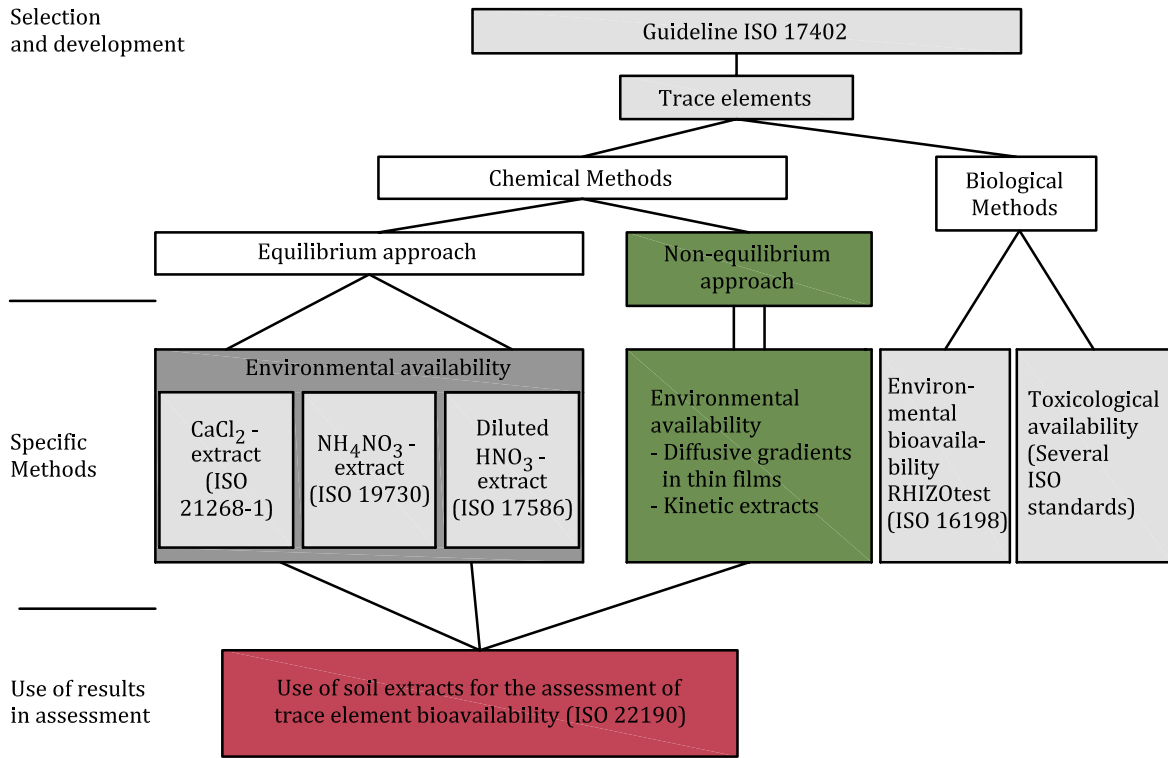 Selection
and development
Guideline ISO 17402
Trace elements
Chemical Methods
Biological
Methods
Equilibrium approach
Non-equilibrium
approach
Specific
Methods
Environmental availability
CaCl₂ -
extract
(ISO
21268-1)
NH₄NO₃ -
extract
(ISO 19730)
Diluted
HNO₃ -
extract
(ISO 17586)
Environmental
availability
- Diffusive gradients
in thin films
- Kinetic extracts
Environ-
mental
bioavaila-
bility
RHIZOtest
(ISO 16198)
Toxicological
availability
(Several
ISO
standards)
Use of results
in assessment
Use of soil extracts for the assessment of
trace element bioavailability (ISO 22190)